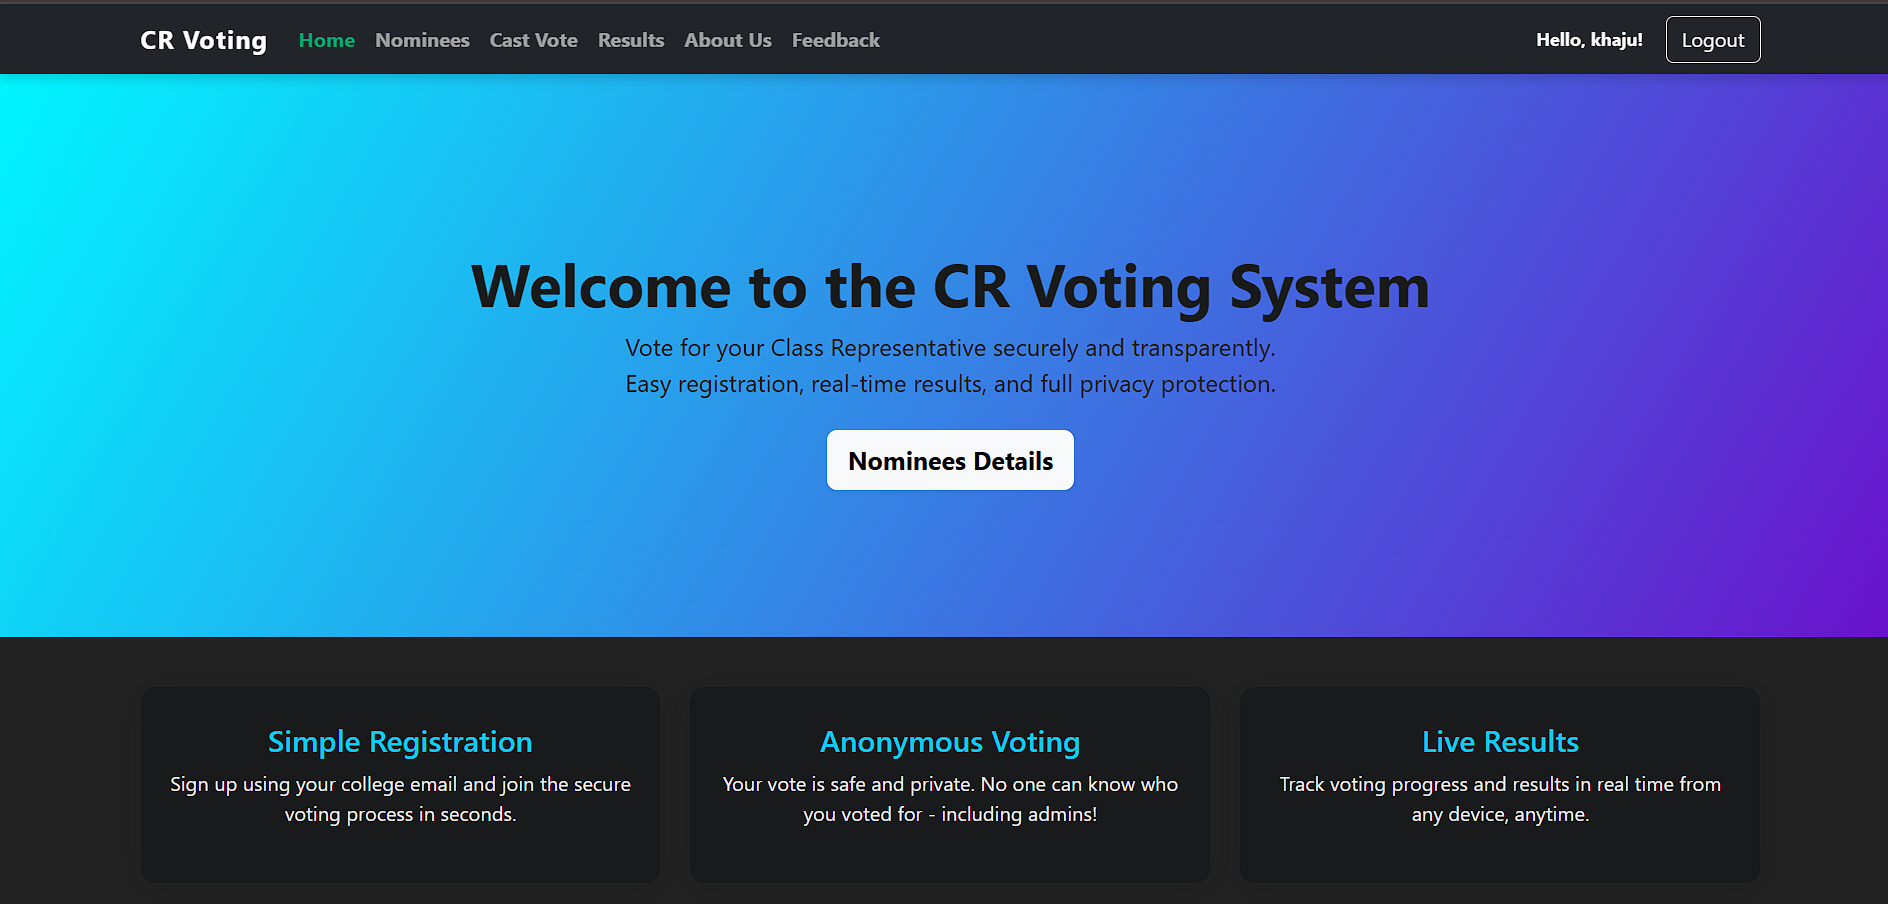 CR Voting Home Nominees Cast Vote Results About Us Feedback Hello, khaju! Logout
Welcome to the CR Voting System
Vote for your Class Representative securely and transparently.
Easy registration, real-time results, and full privacy protection.
Nominees Details
Simple Registration
Sign up using your college email and join the secure
voting process in seconds.
Anonymous Voting
Your vote is safe and private. No one can know who
you voted for - including admins!
Live Results
Track voting progress and results in real time from
any device, anytime.